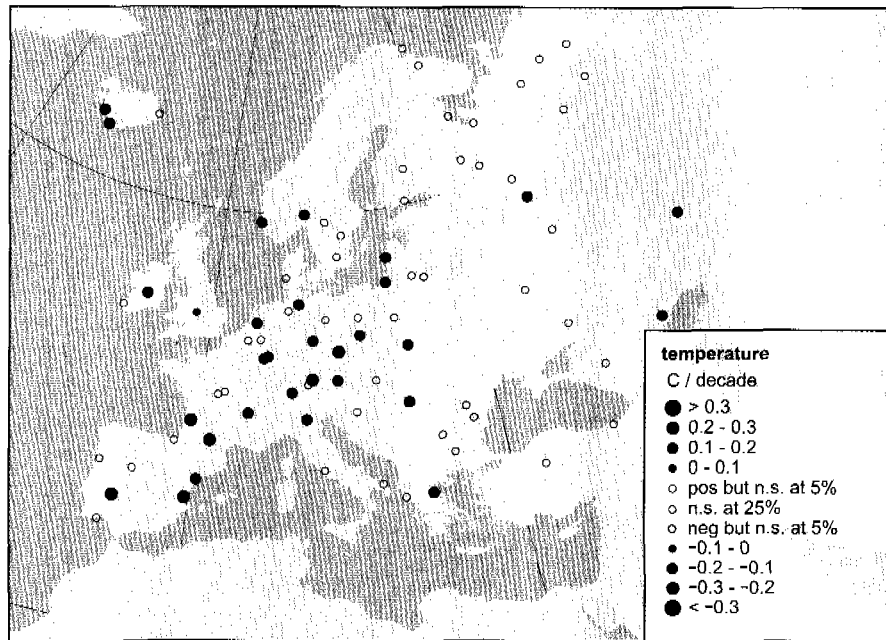 temperature
C / decade
> 0.3
0.2 - 0.3
0.1 - 0.2
0 - 0.1
pos but n.s. at 5%
n.s. at 25%
neg but n.s. at 5%
−0.1 - 0
−0.2 - −0.1
−0.3 - −0.2
< −0.3